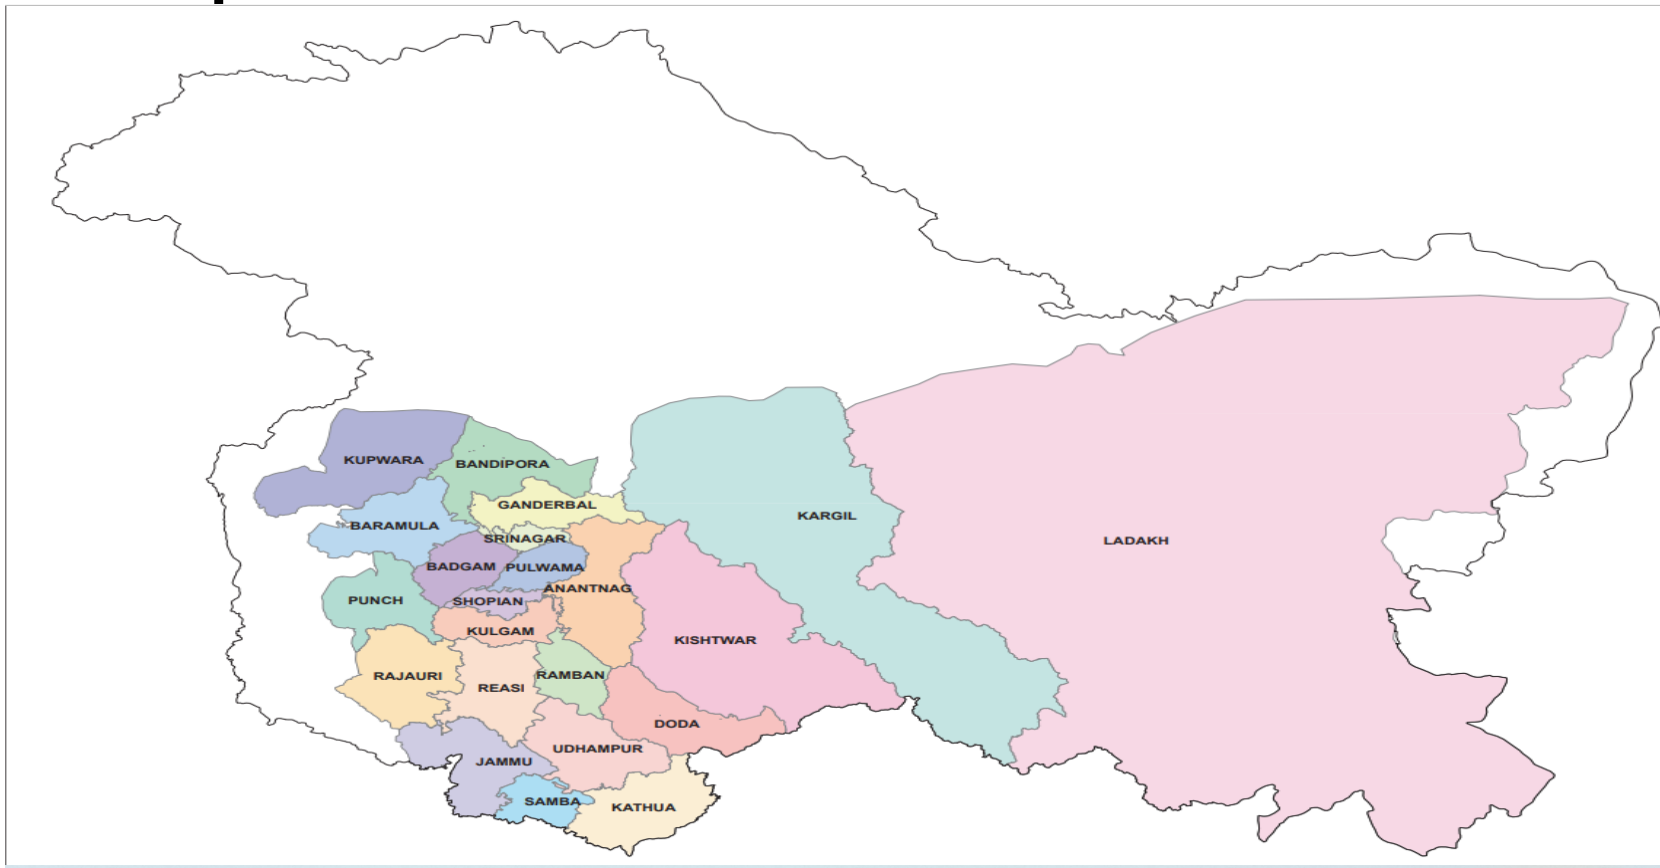 KUPWARA
BANDIPORA
GANDERBAL
BARAMULA
KARGIL
SRINAGAR
LADAKH
BADGAM
PULWAMA
ANANTNAG
PUNCH
SHOPIAN
KULGAM
KISHTWAR
RAJAURI
REASI
RAMBAN
DODA
UDHAMPUR
JAMMU
SAMBA
KATHUA